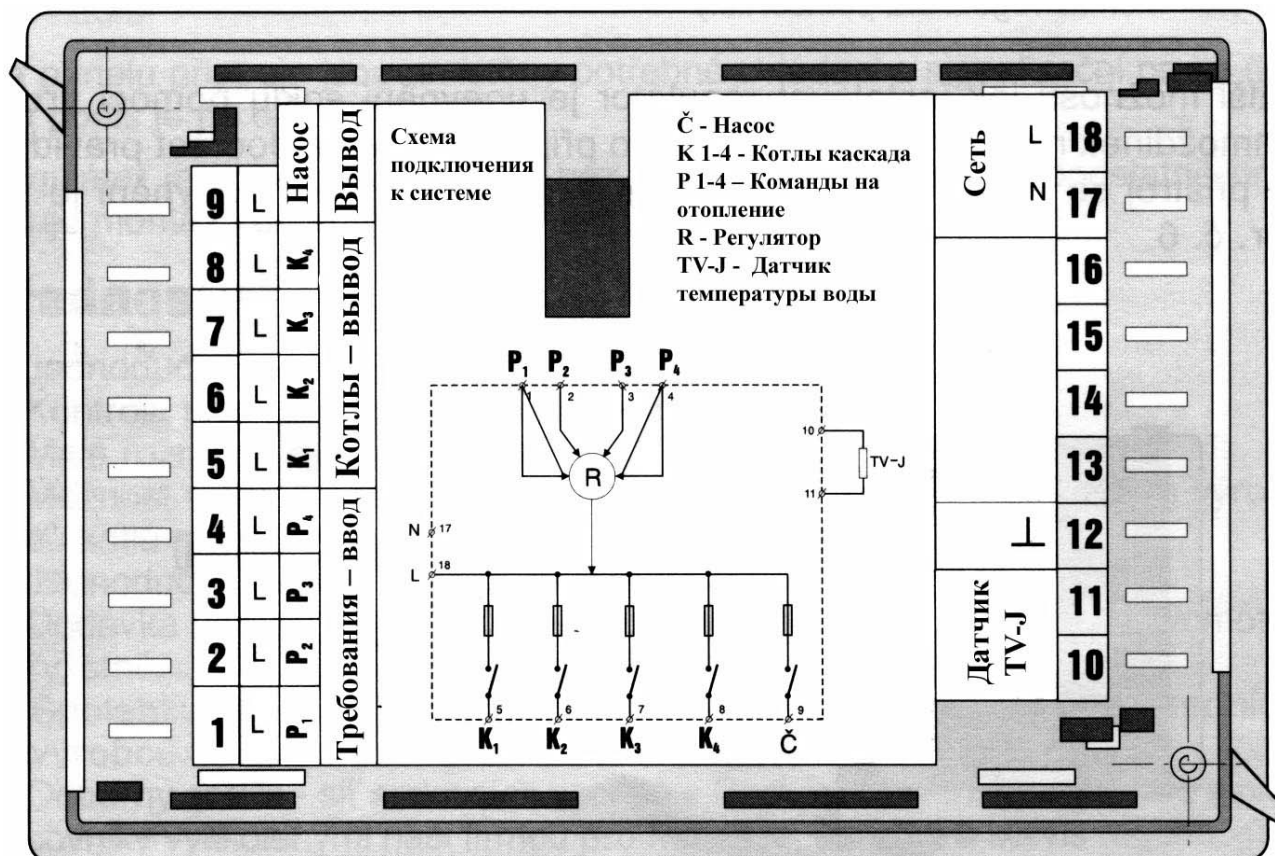 Схема
подключения
к системе
Č - Насос
K 1-4 - Котлы каскада
P 1-4 – Команды на
отопление
R - Регулятор
TV-J - Датчик
температуры воды
9 L Насос Вывод
8 L K₄
7 L K₃
6 L K₂
5 L K₁
Котлы – вывод
4 L P₄
3 L P₃
2 L P₂
1 L P₁
Требования – ввод
P₁ P₂ P₃ P₄
1 2 3 4
R
10
11
TV-J
N 17
L 18
5 6 7 8 9
K₁ K₂ K₃ K₄ Č
Сеть
L 18
N 17
16
15
14
13
12
11
10
Датчик
TV-J